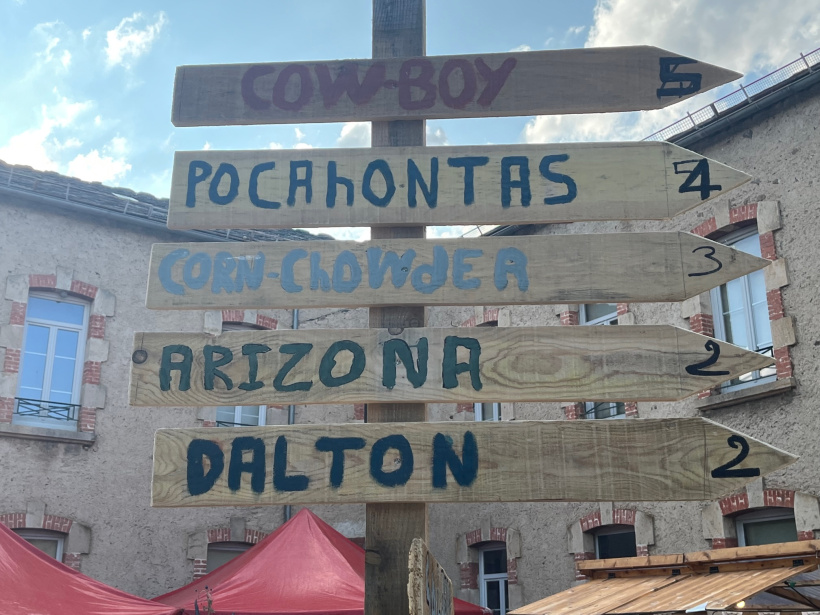 COW-BOY 5
POCAhONTAS 4
CORN-ChOWdER 3
ARIZONA 2
DALTON 2